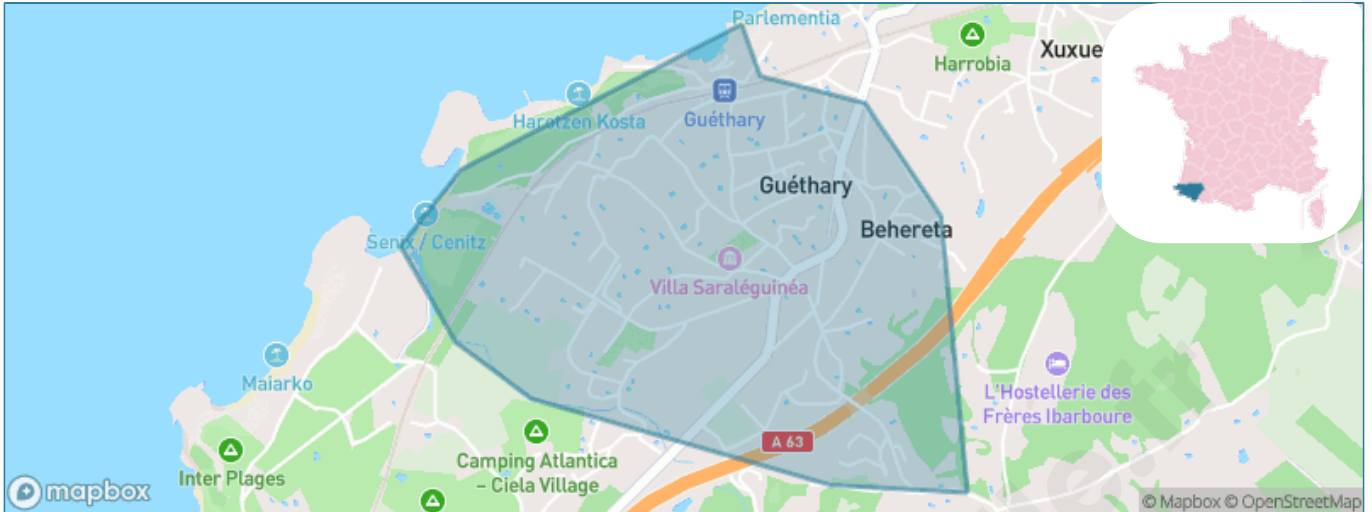 Parlementia
Harrobia
Xuxue
Harotzen Kosta
Guéthary
Guéthary
Behereta
Senix / Cenitz
Villa Saraléguinéa
Maiarko
L'Hostellerie des
Frères Ibarboure
A 63
Inter Plages
Camping Atlantica
– Ciela Village
mapbox
© Mapbox © OpenStreetMap